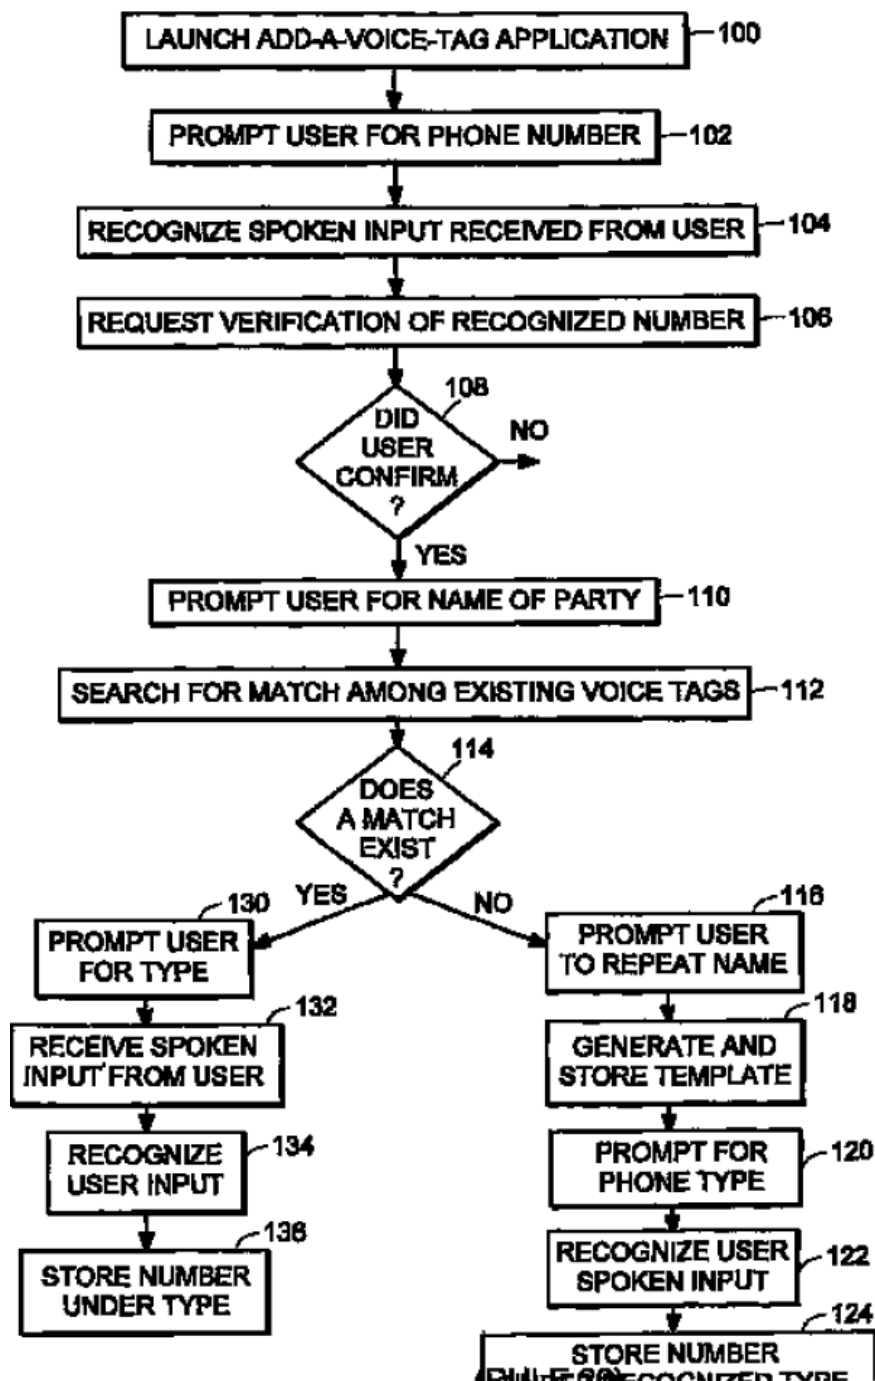 LAUNCH ADD-A-VOICE-TAG APPLICATION
100
PROMPT USER FOR PHONE NUMBER
102
RECOGNIZE SPOKEN INPUT RECEIVED FROM USER
104
REQUEST VERIFICATION OF RECOGNIZED NUMBER
106
108
DID
USER
CONFIRM
?
NO
YES
PROMPT USER FOR NAME OF PARTY
110
SEARCH FOR MATCH AMONG EXISTING VOICE TAGS
112
114
DOES
A MATCH
EXIST
?
YES
NO
130
PROMPT USER
FOR TYPE
132
RECEIVE SPOKEN
INPUT FROM USER
134
RECOGNIZE
USER INPUT
136
STORE NUMBER
UNDER TYPE
116
PROMPT USER
TO REPEAT NAME
118
GENERATE AND
STORE TEMPLATE
120
PROMPT FOR
PHONE TYPE
122
RECOGNIZE USER
SPOKEN INPUT
124
STORE NUMBER
TYPE